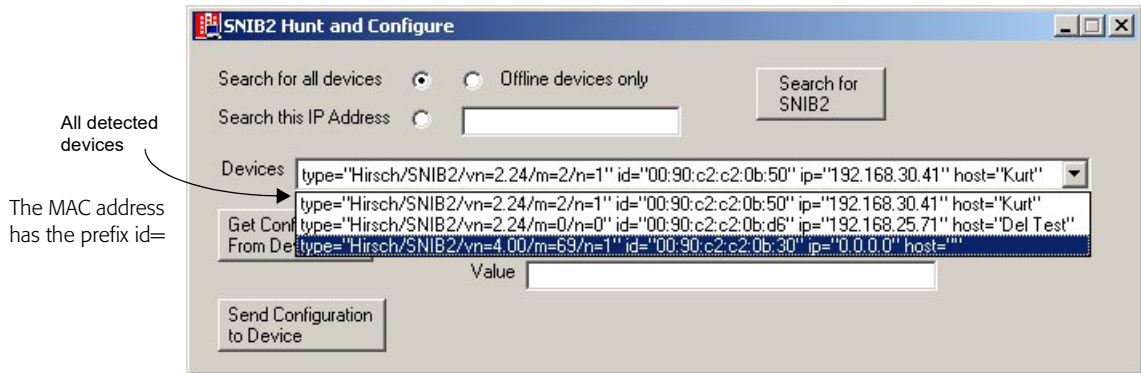 SNIB2 Hunt and Configure
Search for all devices
Offline devices only
Search for
SNIB2
Search this IP Address
All detected
devices
Devices
type="Hirsch/SNIB2/vn=2.24/m=2/n=1" id="00:90:c2:c2:0b:50" ip="192.168.30.41" host="Kurt"
type="Hirsch/SNIB2/vn=2.24/m=2/n=1" id="00:90:c2:c2:0b:50" ip="192.168.30.41" host="Kurt"
The MAC address
has the prefix id=
Get Conf
From De
type="Hirsch/SNIB2/vn=2.24/m=0/n=0" id="00:90:c2:c2:0b:d6" ip="192.168.25.71" host="Del Test"
type="Hirsch/SNIB2/vn=4.00/m=69/n=1" id="00:90:c2:c2:0b:30" ip="0.0.0.0" host=""
Value
Send Configuration
to Device